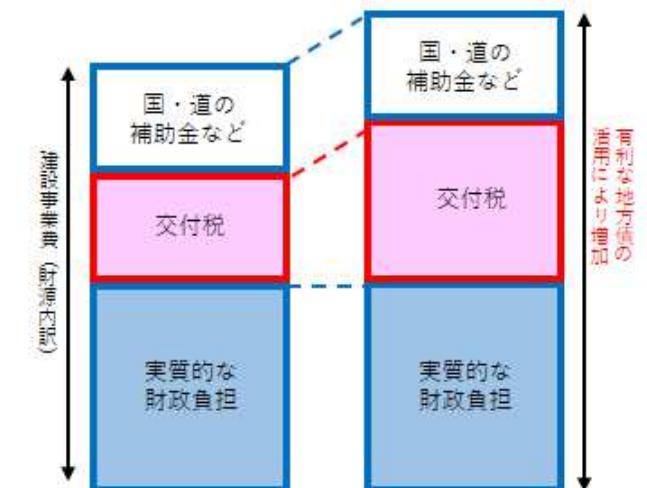 建設事業費（財源内訳）
国・道の
補助金など
交付税
実質的な
財政負担
国・道の
補助金など
交付税
実質的な
財政負担
有利な地方債の
活用により増加